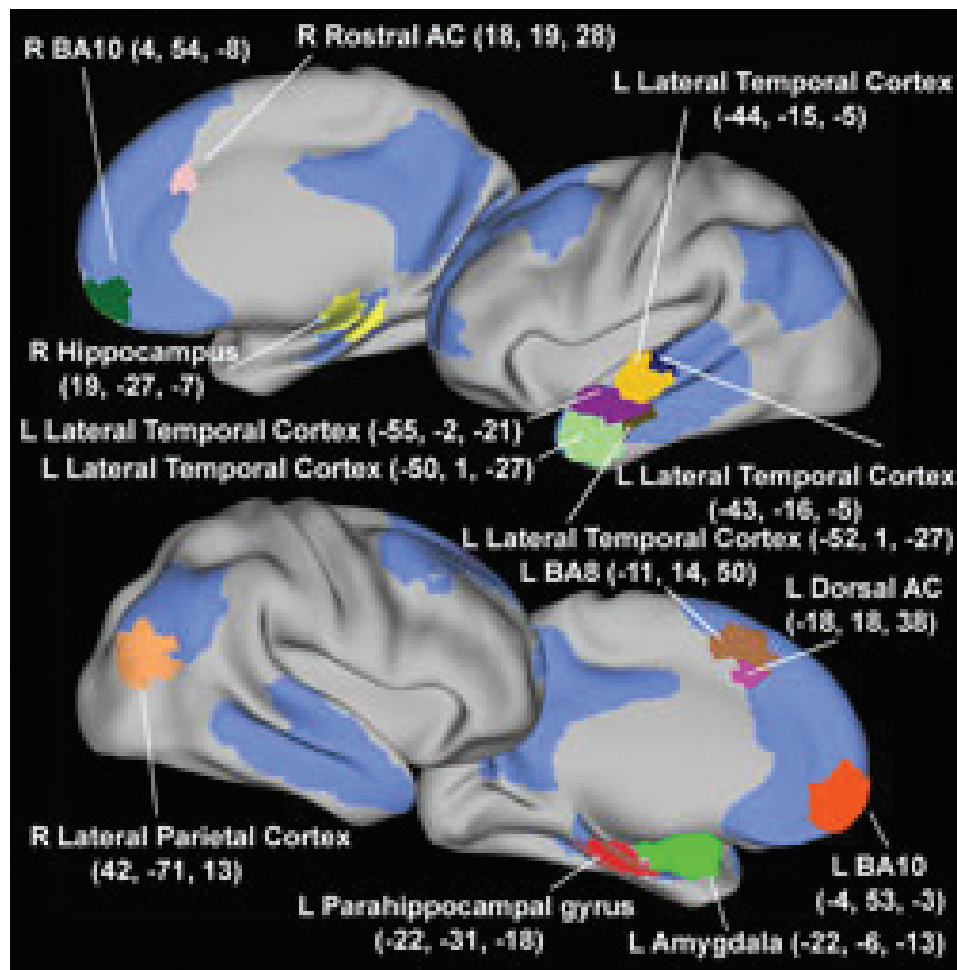 R BA10 (4, 54, -8)
R Rostral AC (18, 19, 28)
L Lateral Temporal Cortex
(-44, -15, -5)
R Hippocampus
(19, -27, -7)
L Lateral Temporal Cortex (-55, -2, -21)
L Lateral Temporal Cortex (-50, 1, -27)
L Lateral Temporal Cortex
(-43, -16, -5)
L Lateral Temporal Cortex (-52, 1, -27)
L BA8 (-11, 14, 50)
L Dorsal AC
(-18, 18, 38)
R Lateral Parietal Cortex
(42, -71, 13)
L Parahippocampal gyrus
(-22, -31, -18)
L BA10
(-4, 53, -3)
L Amygdala (-22, -6, -13)